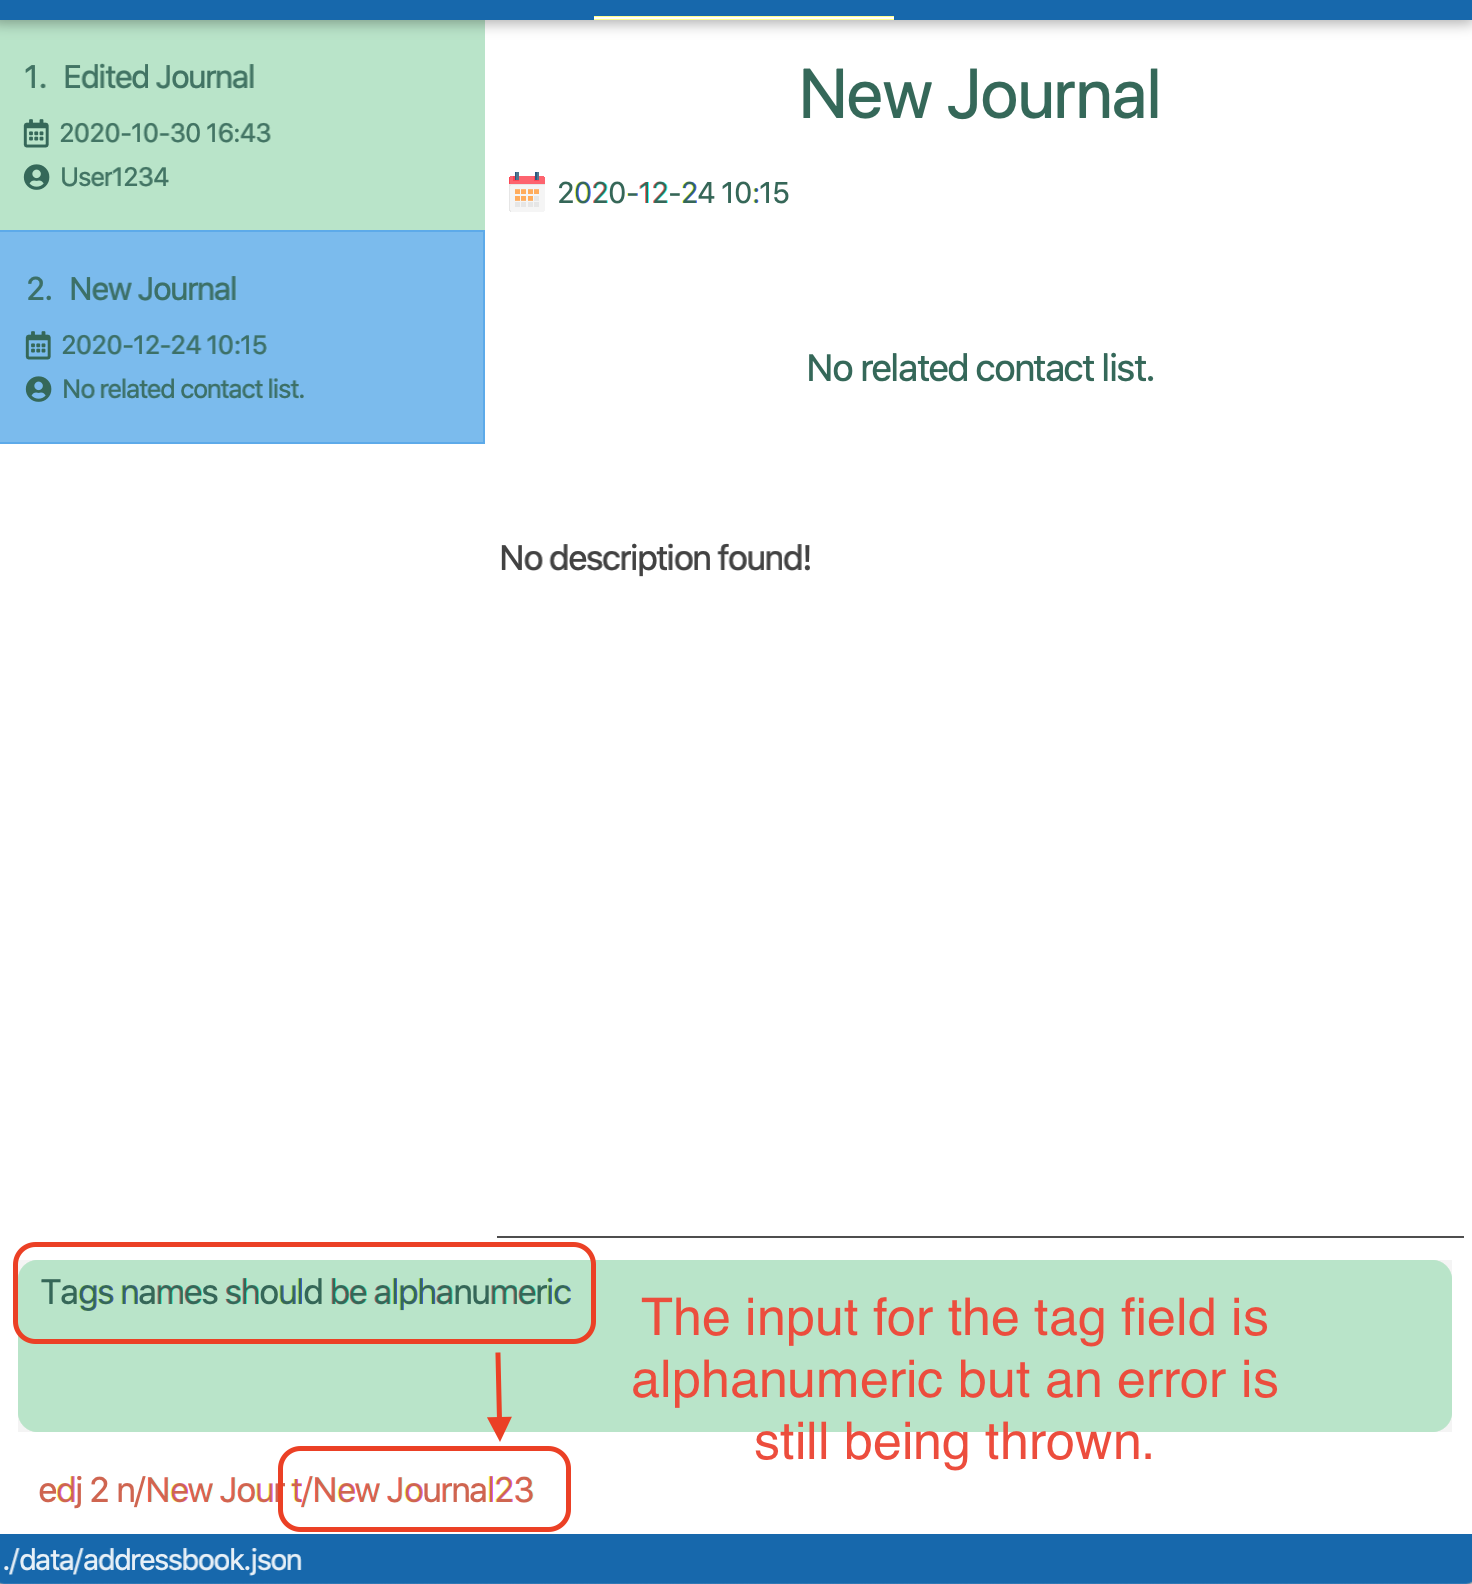 1. Edited Journal
2020-10-30 16:43
User1234
2. New Journal
2020-12-24 10:15
No related contact list.
New Journal
2020-12-24 10:15
No related contact list.
No description found!
Tags names should be alphanumeric
The input for the tag field is
alphanumeric but an error is
still being thrown.
edj 2 n/New Jour t/New Journal23
./data/addressbook.json